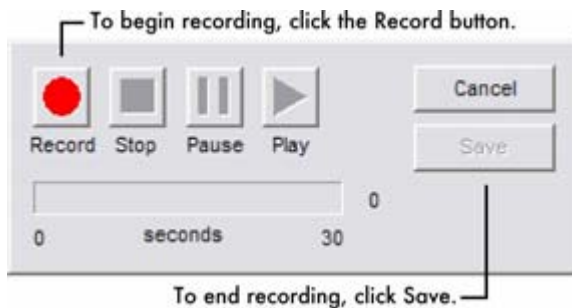 To begin recording, click the Record button.
Cancel
Record Stop Pause Play
Save
0
0 seconds 30
To end recording, click Save.